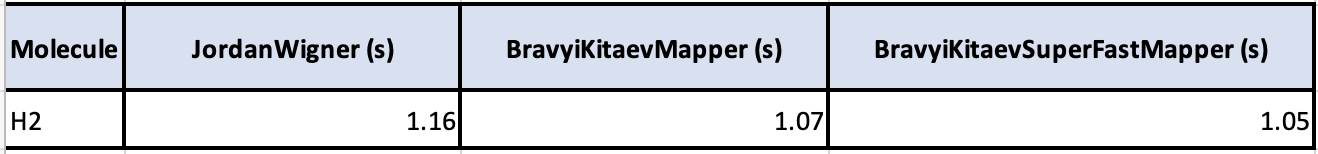 Molecule JordanWigner (s) BravyiKitaevMapper (s) BravyiKitaevSuperFastMapper (s)
H2 1.16 1.07 1.05